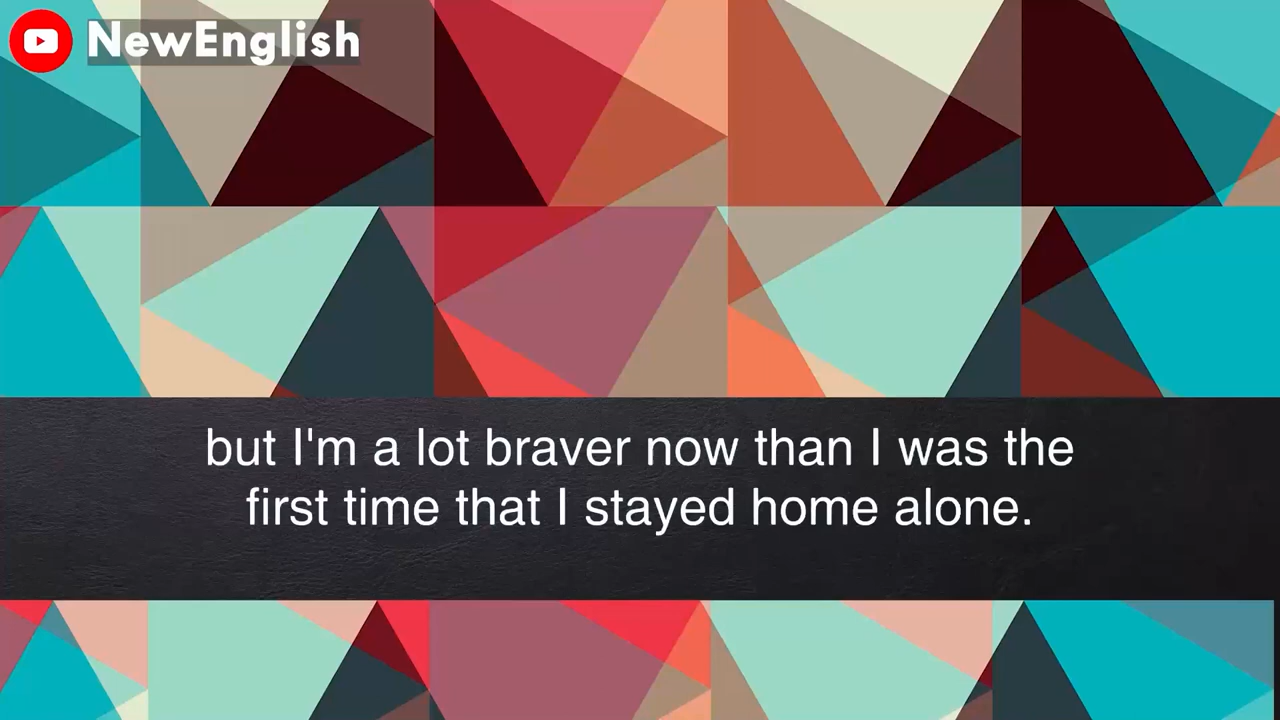 NewEnglish
but I'm a lot braver now than I was the
first time that I stayed home alone.